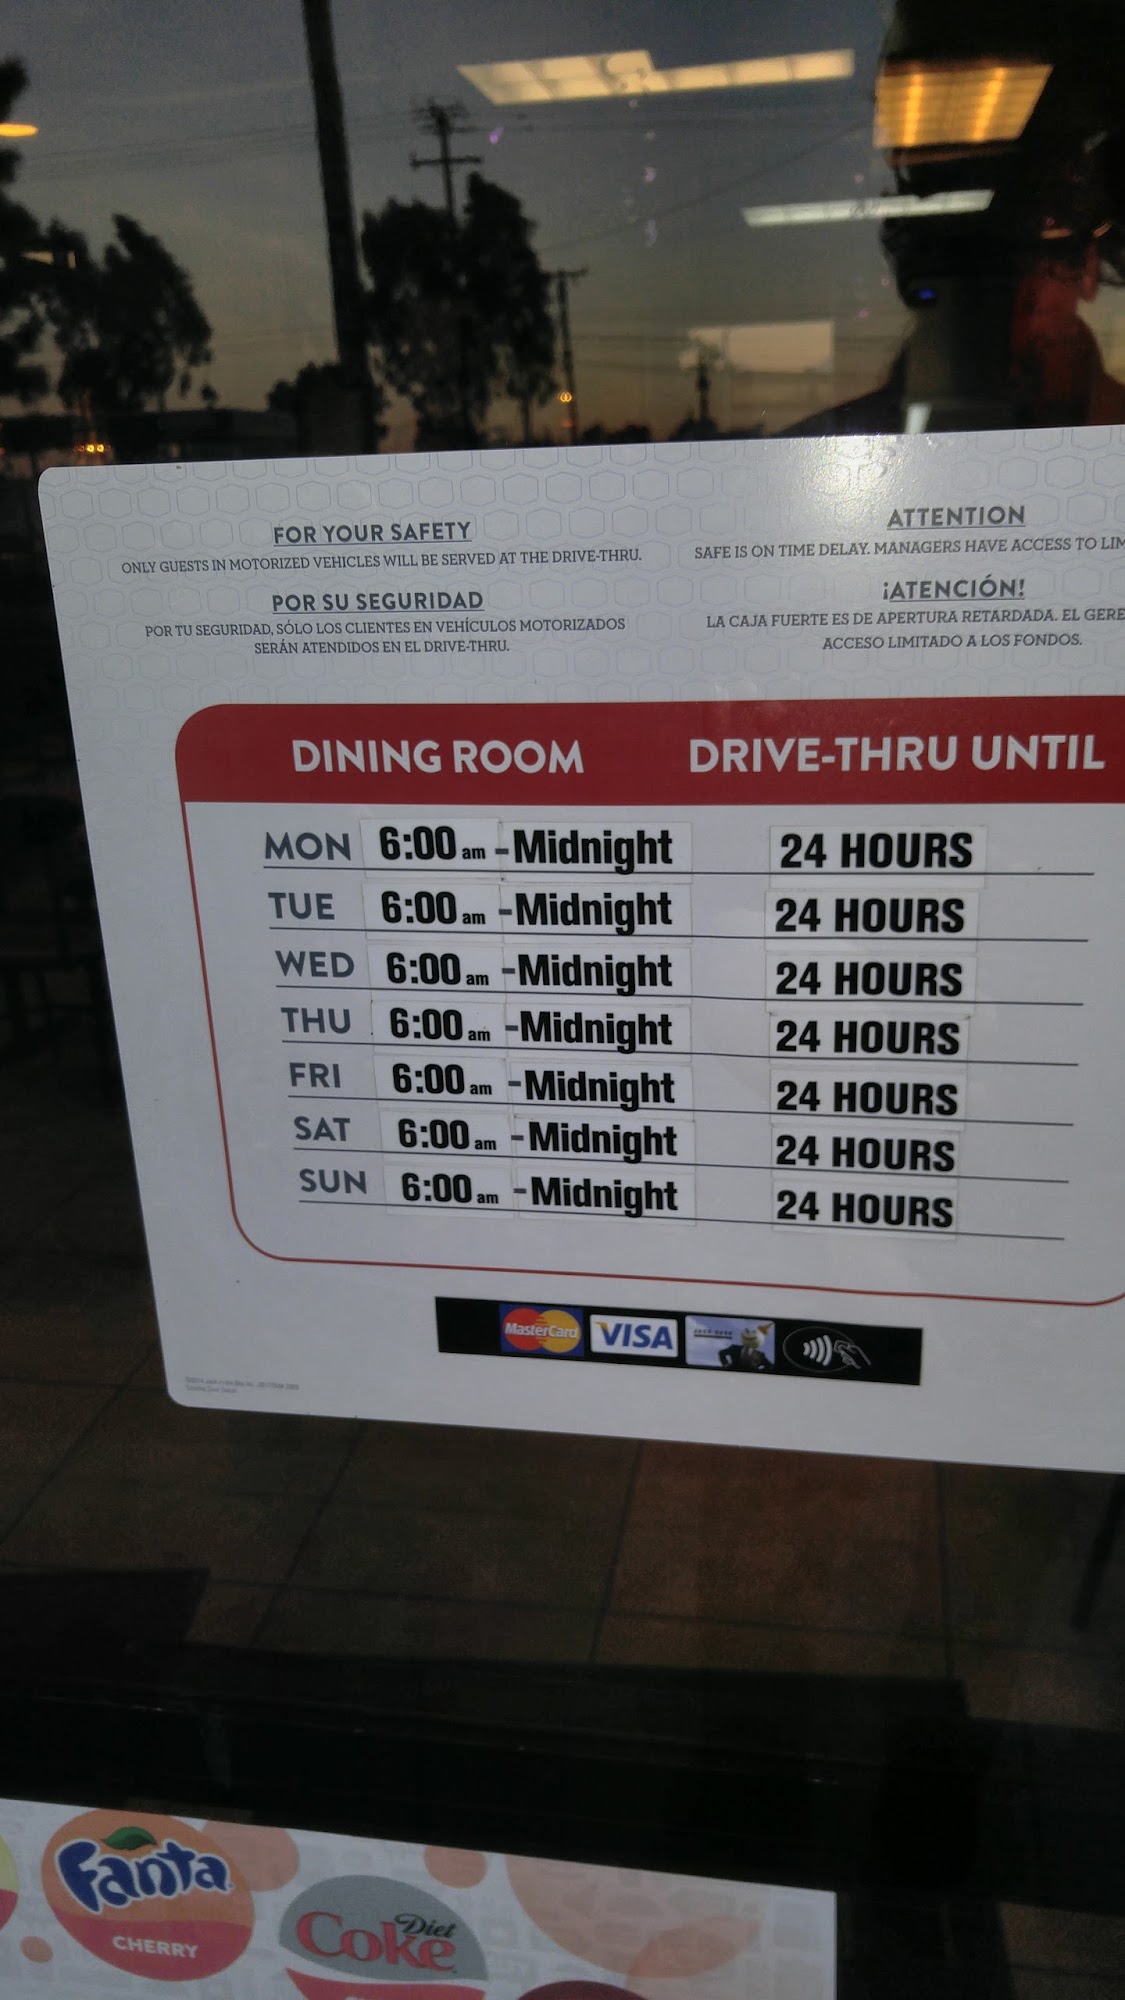 FOR YOUR SAFETY
ONLY GUESTS IN MOTORIZED VEHICLES WILL BE SERVED AT THE DRIVE-THRU.
POR SU SEGURIDAD
POR TU SEGURIDAD, SÓLO LOS CLIENTES EN VEHÍCULOS MOTORIZADOS
SERÁN ATENDIDOS EN EL DRIVE-THRU.
ATTENTION
SAFE IS ON TIME DELAY. MANAGERS HAVE ACCESS TO LIM
¡ATENCIÓN!
LA CAJA FUERTE ES DE APERTURA RETARDADA. EL GERE
ACCESO LIMITADO A LOS FONDOS.
DINING ROOM DRIVE-THRU UNTIL
MON 6:00 am - Midnight 24 HOURS
TUE 6:00 am - Midnight 24 HOURS
WED 6:00 am - Midnight 24 HOURS
THU 6:00 am - Midnight 24 HOURS
FRI 6:00 am - Midnight 24 HOURS
SAT 6:00 am - Midnight 24 HOURS
SUN 6:00 am - Midnight 24 HOURS
MasterCard VISA
Fanta
CHERRY
Diet
Coke